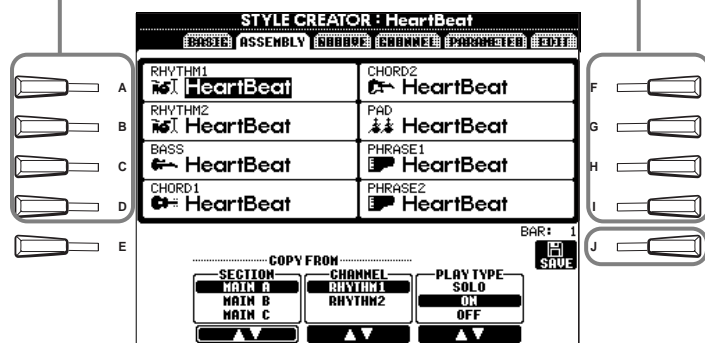 STYLE CREATOR : HeartBeat
BASIC ASSEMBLY GROOVE CHANNEL PARAMETER EDIT
RHYTHM1
HeartBeat
CHORD2
HeartBeat
RHYTHM2
HeartBeat
PAD
HeartBeat
BASS
HeartBeat
PHRASE1
HeartBeat
CHORD1
HeartBeat
PHRASE2
HeartBeat
A
B
C
D
E
F
G
H
I
J
BAR: 1
SAVE
COPY FROM
SECTION
MAIN A
MAIN B
MAIN C
CHANNEL
RHYTHM1
RHYTHM2
PLAY TYPE
SOLO
ON
OFF